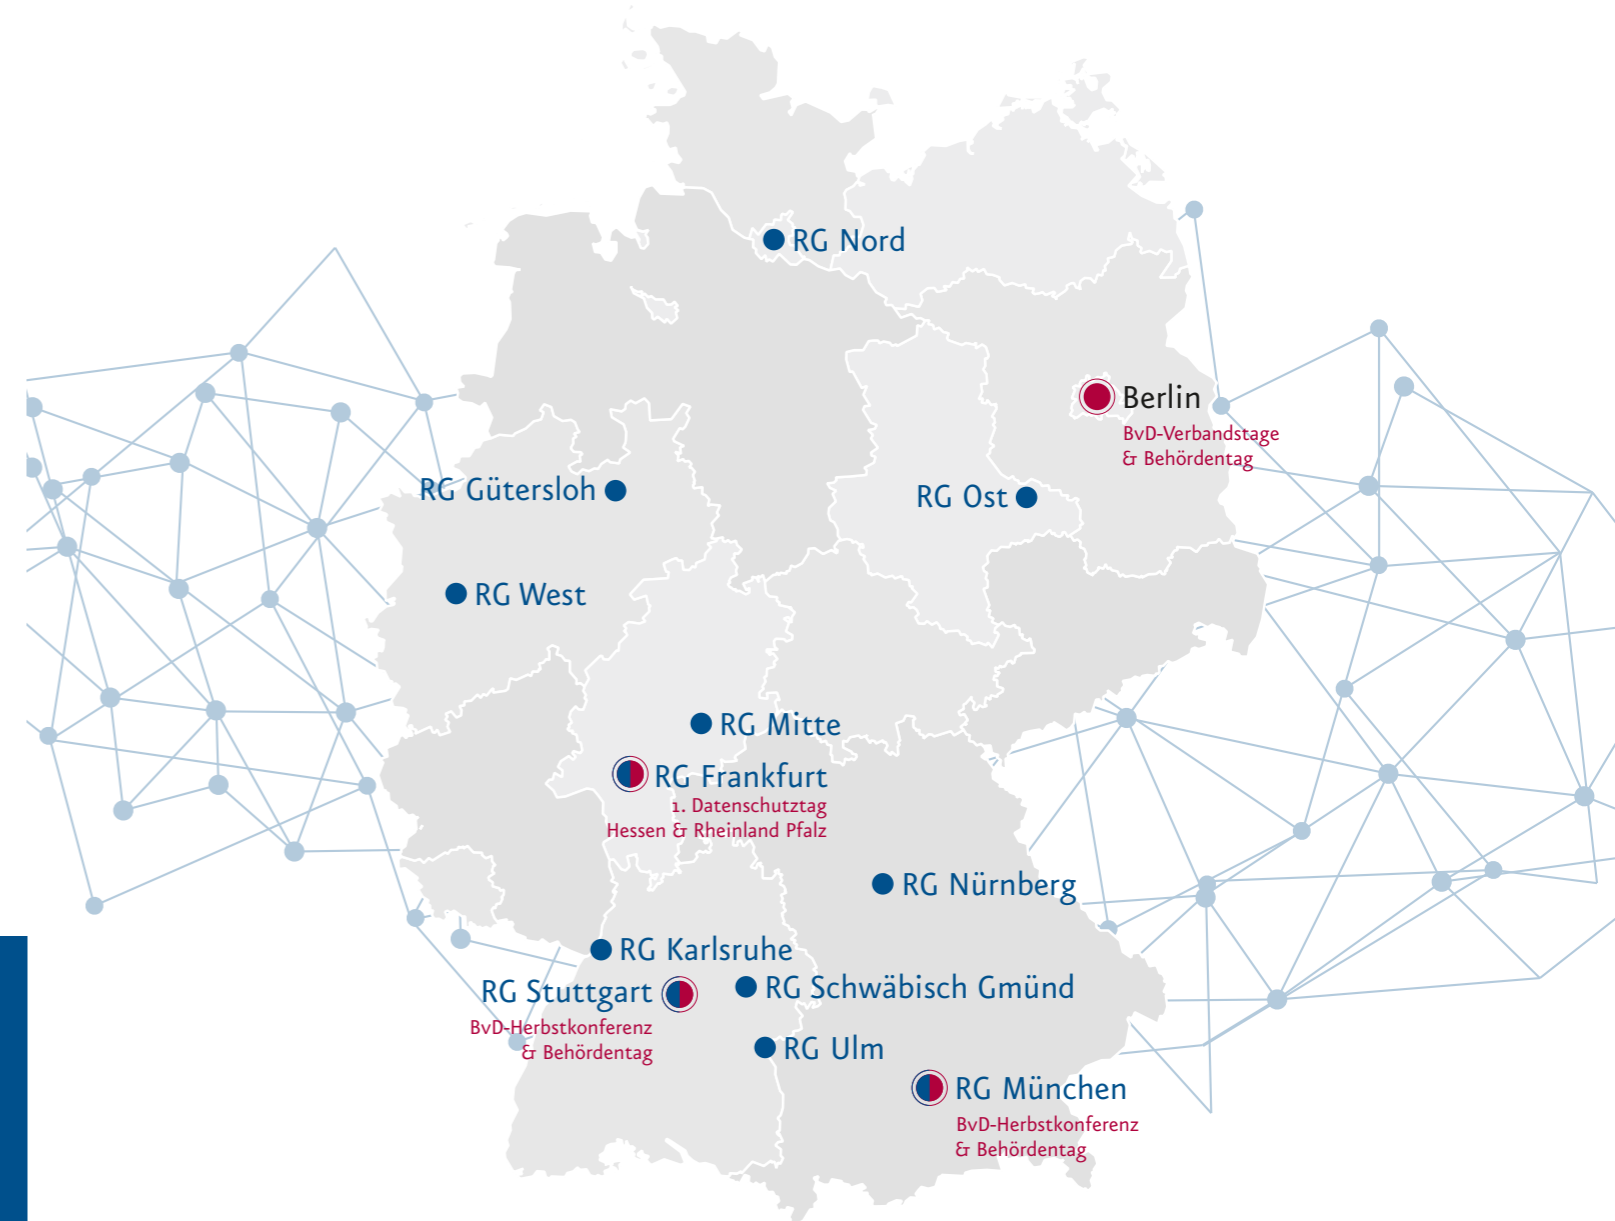 RG Nord
Berlin
BvD-Verbandstage
& Behördentag
RG Gütersloh
RG Ost
RG West
RG Mitte
RG Frankfurt
1. Datenschutztag
Hessen & Rheinland Pfalz
RG Nürnberg
RG Karlsruhe
RG Stuttgart
BvD-Herbstkonferenz
& Behördentag
RG Schwäbisch Gmünd
RG Ulm
RG München
BvD-Herbstkonferenz
& Behördentag